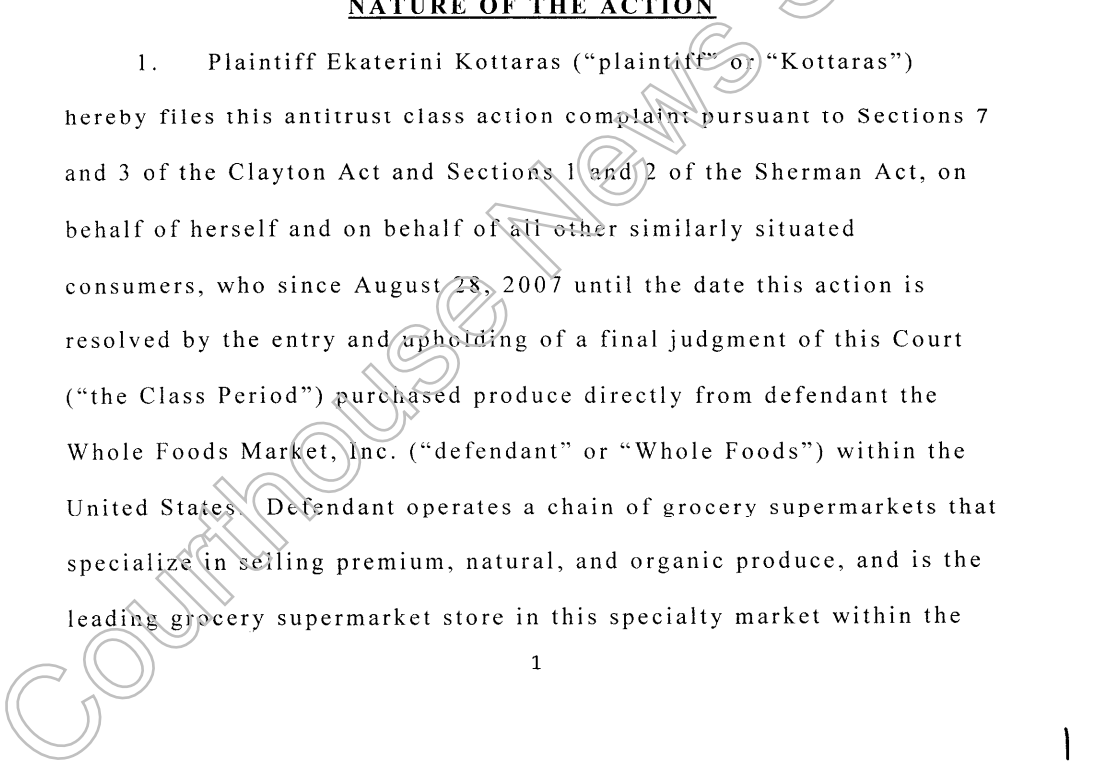 NATURE OF THE ACTION
1. Plaintiff Ekaterini Kottaras (“plaintiff” or “Kottaras”)
hereby files this antitrust class action complaint pursuant to Sections 7
and 3 of the Clayton Act and Sections 1 and 2 of the Sherman Act, on
behalf of herself and on behalf of all other similarly situated
consumers, who since August 28, 2007 until the date this action is
resolved by the entry and upholding of a final judgment of this Court
(“the Class Period”) purchased produce directly from defendant the
Whole Foods Market, Inc. (“defendant” or “Whole Foods”) within the
United States. Defendant operates a chain of grocery supermarkets that
specialize in selling premium, natural, and organic produce, and is the
leading grocery supermarket store in this specialty market within the
1
1
Courthouse News